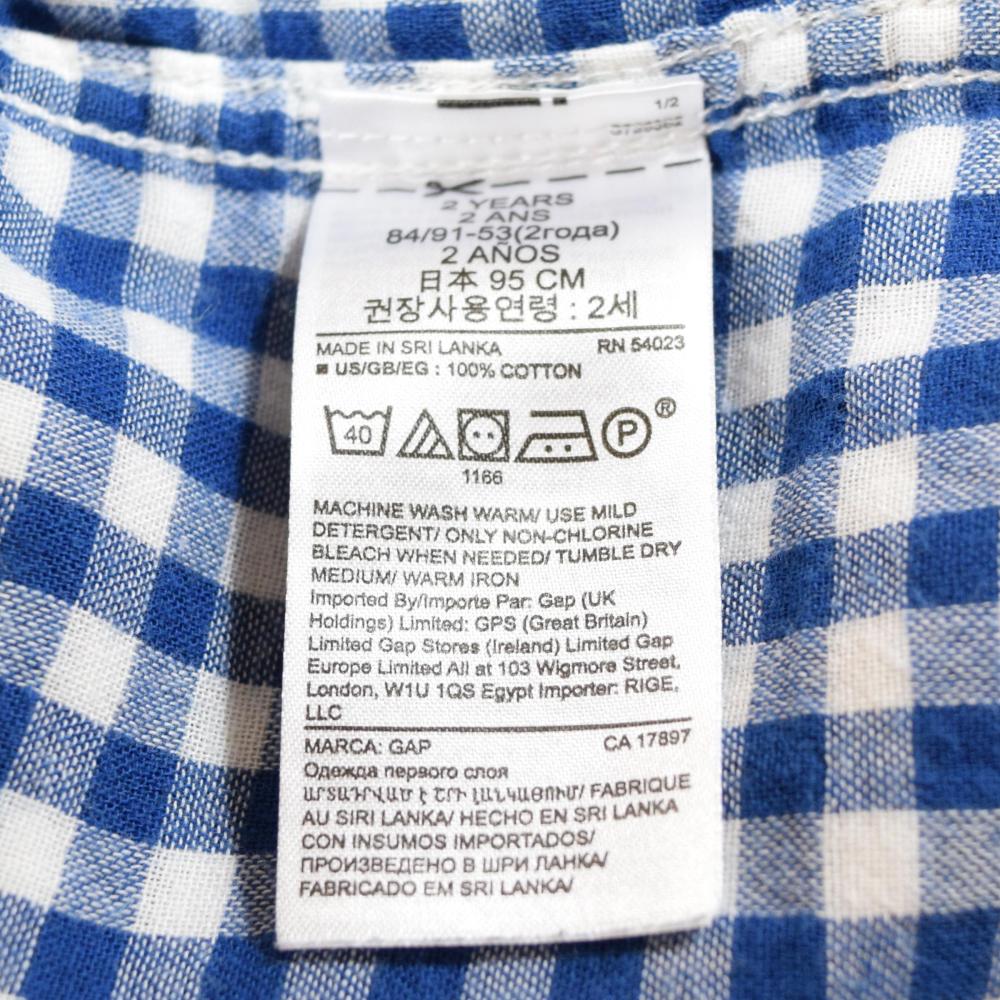 1/2
2 YEARS
2 ANS
84/91-53(2года)
2 AÑOS
日本 95 CM
권장사용연령 : 2세
MADE IN SRI LANKA RN 54023
US/GB/EG : 100% COTTON
40 P ®
1166
MACHINE WASH WARM/ USE MILD
DETERGENT/ ONLY NON-CHLORINE
BLEACH WHEN NEEDED/ TUMBLE DRY
MEDIUM/ WARM IRON
Imported By/Importe Par: Gap (UK
Holdings) Limited: GPS (Great Britain)
Limited Gap Stores (Ireland) Limited Gap
Europe Limited All at 103 Wigmore Street,
London, W1U 1QS Egypt Importer: RIGE,
LLC
MARCA: GAP CA 17897
Одежда первого слоя
ԱՐՏԱԴՐՎԱԾ է ՇՐԻ ԼԱՆԿԱՅՈՒՄ/ FABRIQUE
AU SIRI LANKA/ HECHO EN SRI LANKA
CON INSUMOS IMPORTADOS/
ПРОИЗВЕДЕНО В ШРИ ЛАНКА/
FABRICADO EM SRI LANKA/